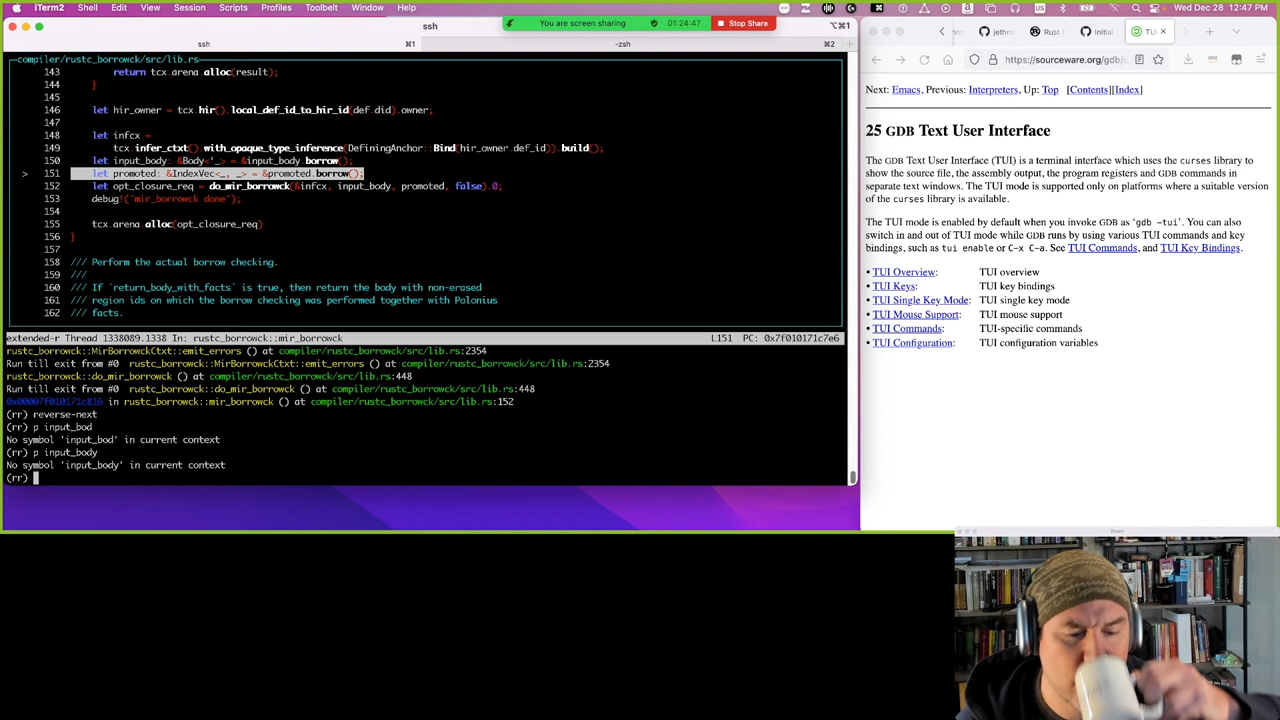 iTerm2 Shell Edit View Session Scripts Profiles Toolbelt Window Help
Wed Dec 28 12:47 PM
You are screen sharing 01:24:47 Stop Share
ssh ⌥⌘1
ssh ⌘1 -zsh ⌘2
compiler/rustc_borrowck/src/lib.rs
143 return tcx.arena.alloc(result);
144 }
145
146 let hir_owner = tcx.hir().local_def_id_to_hir_id(def.did).owner;
147
148 let infcx =
149 tcx.infer_ctxt().with_opaque_type_inference(DefiningAnchor::Bind(hir_owner.def_id)).build();
150 let input_body: &Body<'_> = &input_body.borrow();
> 151 let promoted: &IndexVec<_, _> = &promoted.borrow();
152 let opt_closure_req = do_mir_borrowck(&infcx, input_body, promoted, false).0;
153 debug!("mir_borrowck done");
154
155 tcx.arena.alloc(opt_closure_req)
156 }
157
158 /// Perform the actual borrow checking.
159 ///
160 /// If `return_body_with_facts` is true, then return the body with non-erased
161 /// region ids on which the borrow checking was performed together with Polonius
162 /// facts.
extended-r Thread 1338089.1338 In: rustc_borrowck::mir_borrowck L151 PC: 0x7f010171c7e6
rustc_borrowck::MirBorrowckCtxt::emit_errors () at compiler/rustc_borrowck/src/lib.rs:2354
Run till exit from #0 rustc_borrowck::MirBorrowckCtxt::emit_errors () at compiler/rustc_borrowck/src/lib.rs:2354
rustc_borrowck::do_mir_borrowck () at compiler/rustc_borrowck/src/lib.rs:448
Run till exit from #0 rustc_borrowck::do_mir_borrowck () at compiler/rustc_borrowck/src/lib.rs:448
0x00007f010171c816 in rustc_borrowck::mir_borrowck () at compiler/rustc_borrowck/src/lib.rs:152
(rr) reverse-next
(rr) p input_bod
No symbol 'input_bod' in current context
(rr) p input_body
No symbol 'input_body' in current context
(rr)
jethro Rust C Initial TUI
https://sourceware.org/gdb/o
Next: Emacs, Previous: Interpreters, Up: Top [Contents][Index]
25 GDB Text User Interface
The GDB Text User Interface (TUI) is a terminal interface which uses the curses library to
show the source file, the assembly output, the program registers and GDB commands in
separate text windows. The TUI mode is supported only on platforms where a suitable version
of the curses library is available.
The TUI mode is enabled by default when you invoke GDB as ‘gdb -tui’. You can also
switch in and out of TUI mode while GDB runs by using various TUI commands and key
bindings, such as tui enable or C-x C-a. See TUI Commands, and TUI Key Bindings.
• TUI Overview: TUI overview
• TUI Keys: TUI key bindings
• TUI Single Key Mode: TUI single key mode
• TUI Mouse Support: TUI mouse support
• TUI Commands: TUI-specific commands
• TUI Configuration: TUI configuration variables